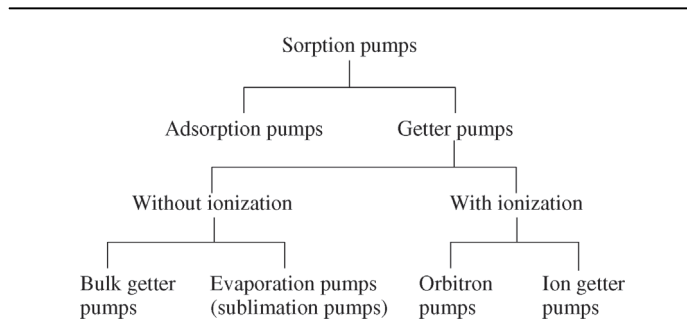 Sorption pumps
Adsorption pumps
Getter pumps
Without ionization
With ionization
Bulk getter
pumps
Evaporation pumps
(sublimation pumps)
Orbitron
pumps
Ion getter
pumps